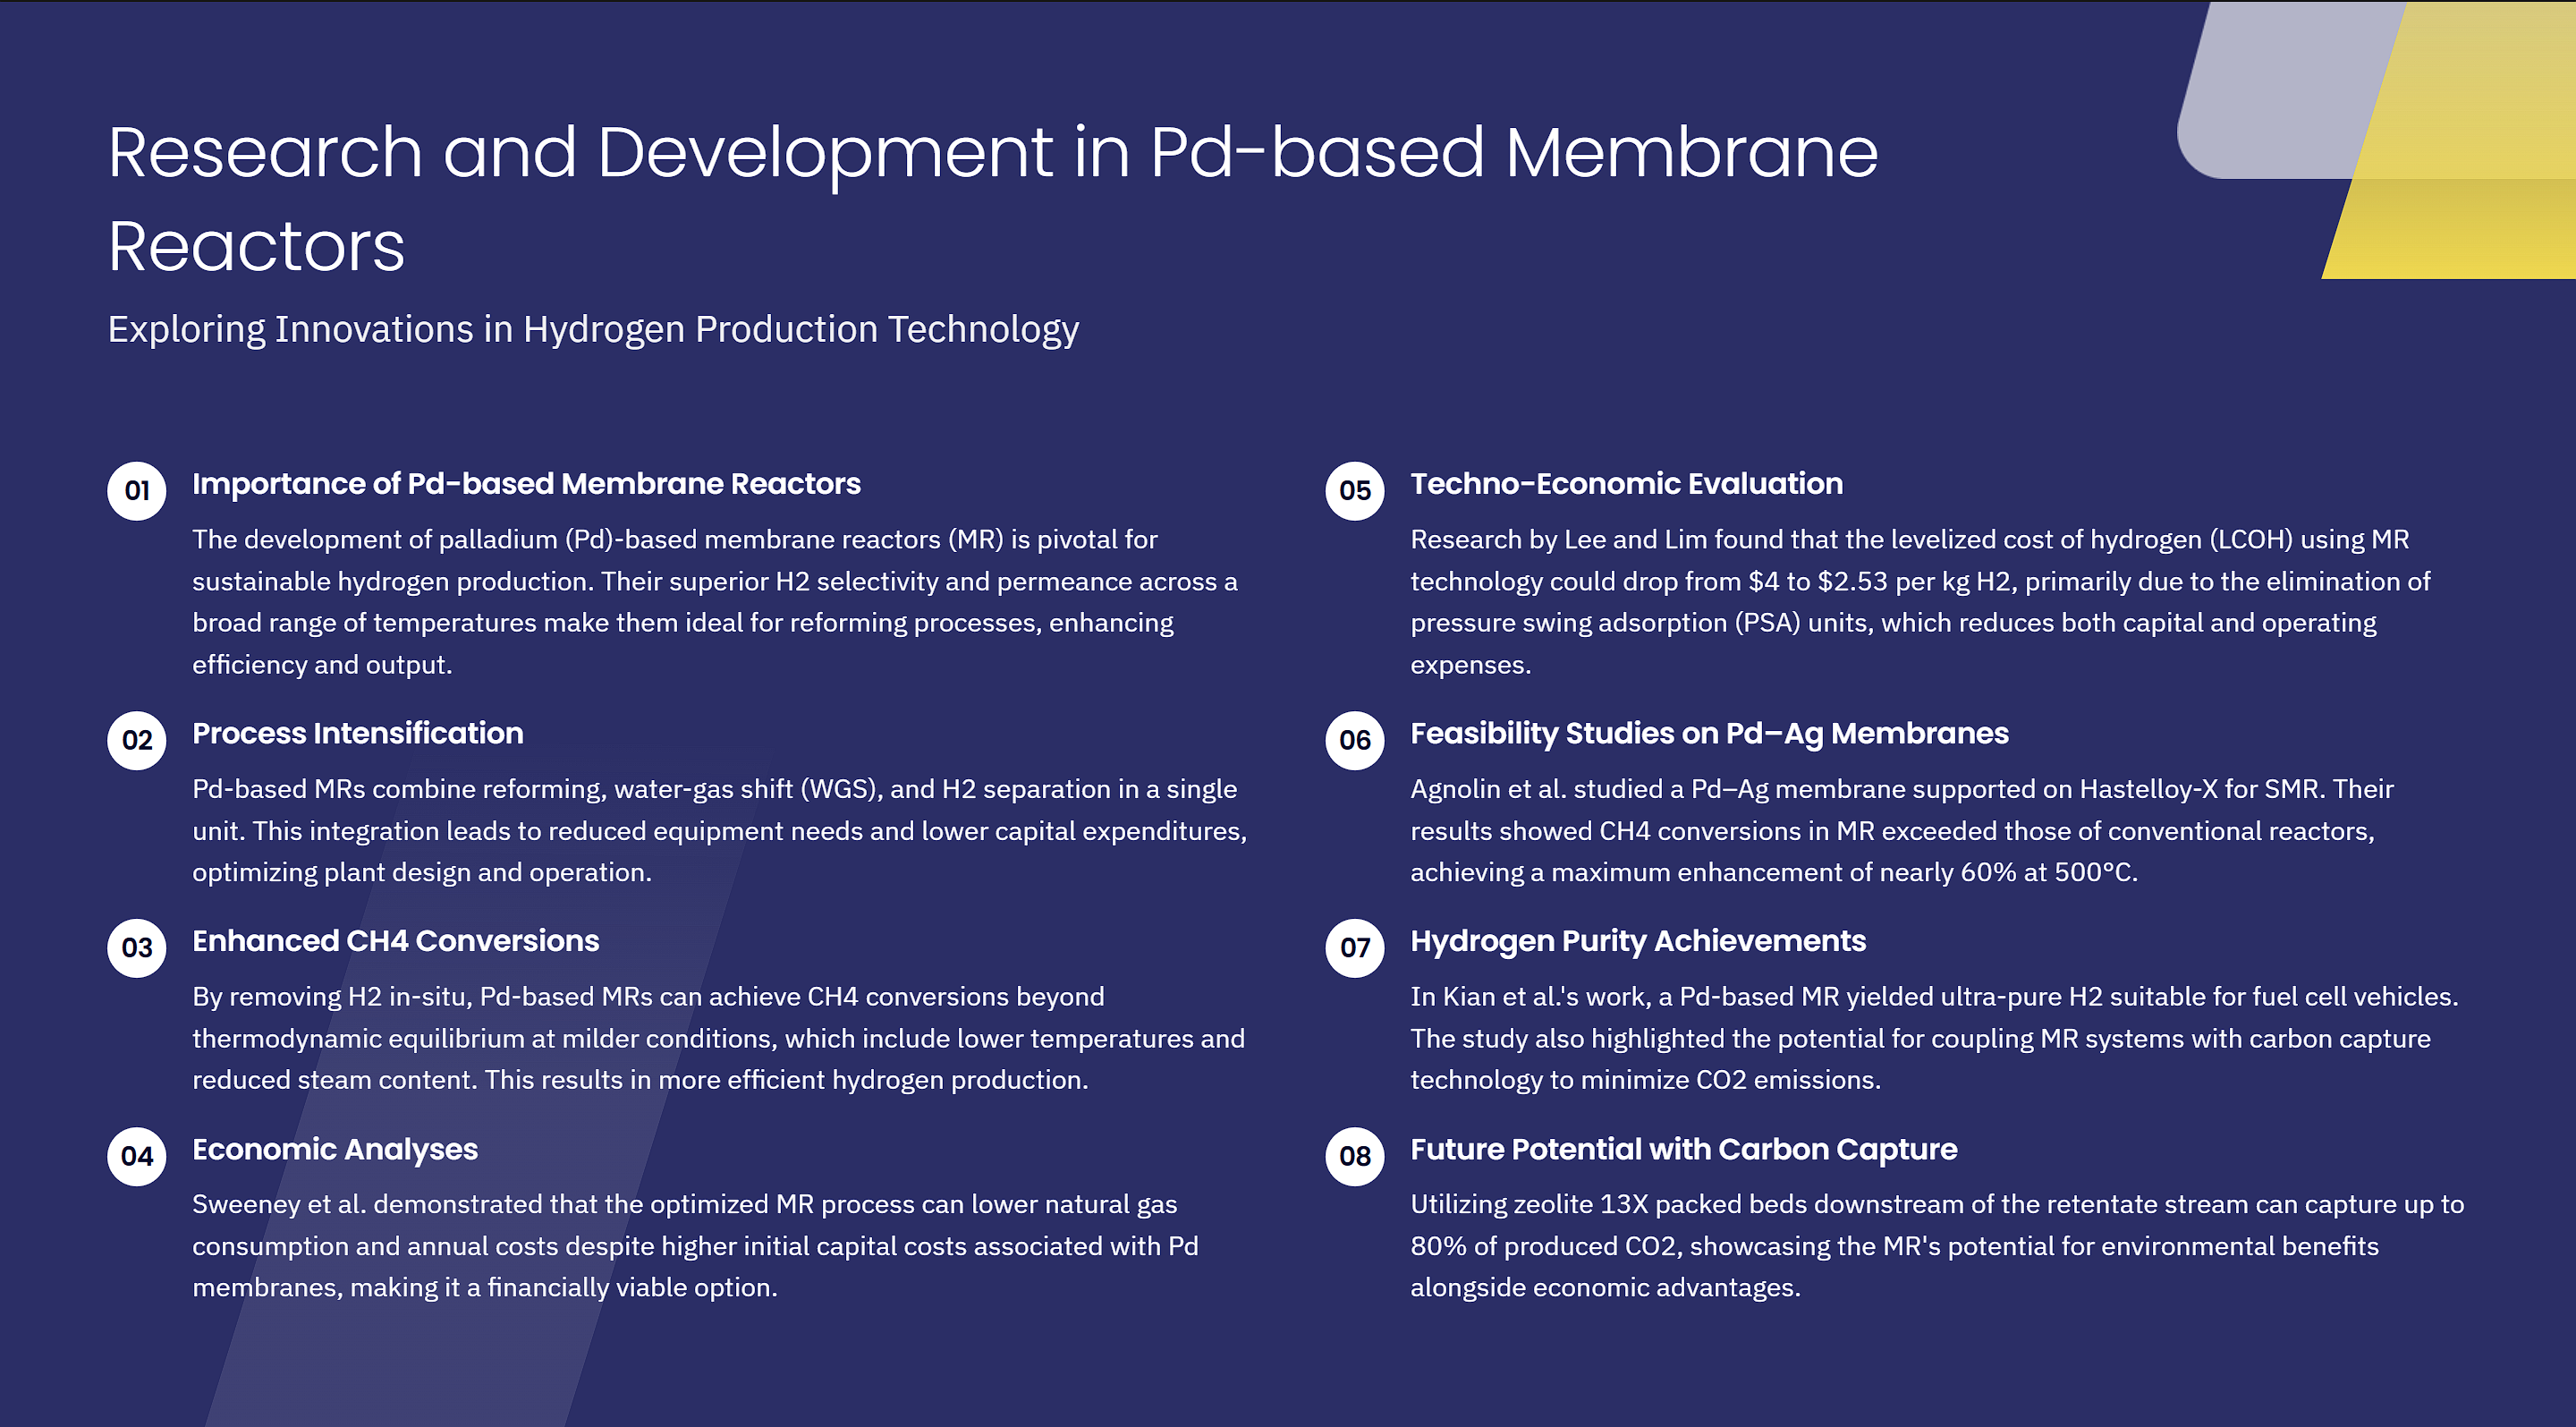 Research and Development in Pd-based Membrane
Reactors
Exploring Innovations in Hydrogen Production Technology
01
Importance of Pd-based Membrane Reactors
The development of palladium (Pd)-based membrane reactors (MR) is pivotal for
sustainable hydrogen production. Their superior H2 selectivity and permeance across a
broad range of temperatures make them ideal for reforming processes, enhancing
efficiency and output.
02
Process Intensification
Pd-based MRs combine reforming, water-gas shift (WGS), and H2 separation in a single
unit. This integration leads to reduced equipment needs and lower capital expenditures,
optimizing plant design and operation.
03
Enhanced CH4 Conversions
By removing H2 in-situ, Pd-based MRs can achieve CH4 conversions beyond
thermodynamic equilibrium at milder conditions, which include lower temperatures and
reduced steam content. This results in more efficient hydrogen production.
04
Economic Analyses
Sweeney et al. demonstrated that the optimized MR process can lower natural gas
consumption and annual costs despite higher initial capital costs associated with Pd
membranes, making it a financially viable option.
05
Techno-Economic Evaluation
Research by Lee and Lim found that the levelized cost of hydrogen (LCOH) using MR
technology could drop from $4 to $2.53 per kg H2, primarily due to the elimination of
pressure swing adsorption (PSA) units, which reduces both capital and operating
expenses.
06
Feasibility Studies on Pd–Ag Membranes
Agnolin et al. studied a Pd–Ag membrane supported on Hastelloy-X for SMR. Their
results showed CH4 conversions in MR exceeded those of conventional reactors,
achieving a maximum enhancement of nearly 60% at 500°C.
07
Hydrogen Purity Achievements
In Kian et al.'s work, a Pd-based MR yielded ultra-pure H2 suitable for fuel cell vehicles.
The study also highlighted the potential for coupling MR systems with carbon capture
technology to minimize CO2 emissions.
08
Future Potential with Carbon Capture
Utilizing zeolite 13X packed beds downstream of the retentate stream can capture up to
80% of produced CO2, showcasing the MR's potential for environmental benefits
alongside economic advantages.